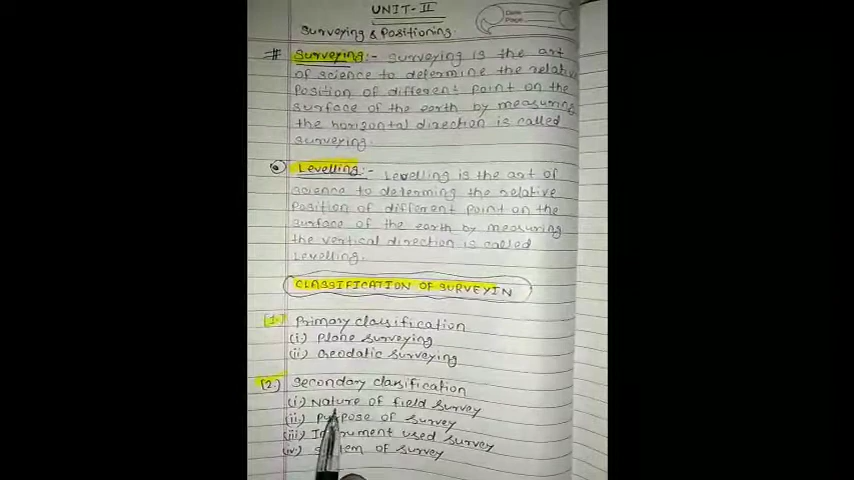 UNIT-II
Surveying & Positioning
Date
Page
# Surveying:- Surveying is the art
of science to determine the relative
Position of different point on the
surface of the earth by measuring
the horizontal direction is called
surveying.
Levelling:- Levelling is the art of
science to determing the relative
Position of different point on the
surface of the earth by measuring
the vertical direction is called
Levelling.
CLASSIFICATION OF SURVEYIN
(1.) Primary classification
(i) Plane surveying
(ii) Geodatic surveying
(2.) Secondary classification
(i) Nature of field survey
(ii) Purpose of survey
(iii) used survey
(iv) of survey